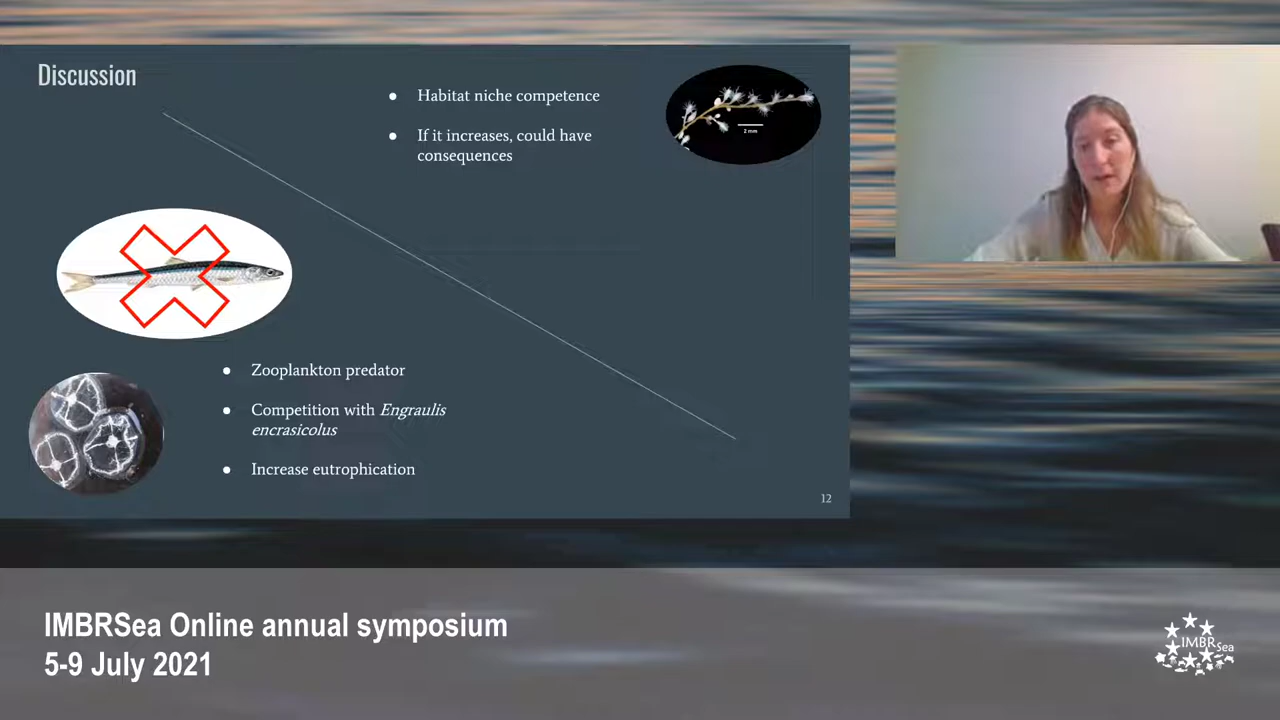 Discussion
● Habitat niche competence
● If it increases, could have
consequences
2 mm
● Zooplankton predator
● Competition with Engraulis
encrasicolus
● Increase eutrophication
12
IMBRSea Online annual symposium
5-9 July 2021
IMBRSea